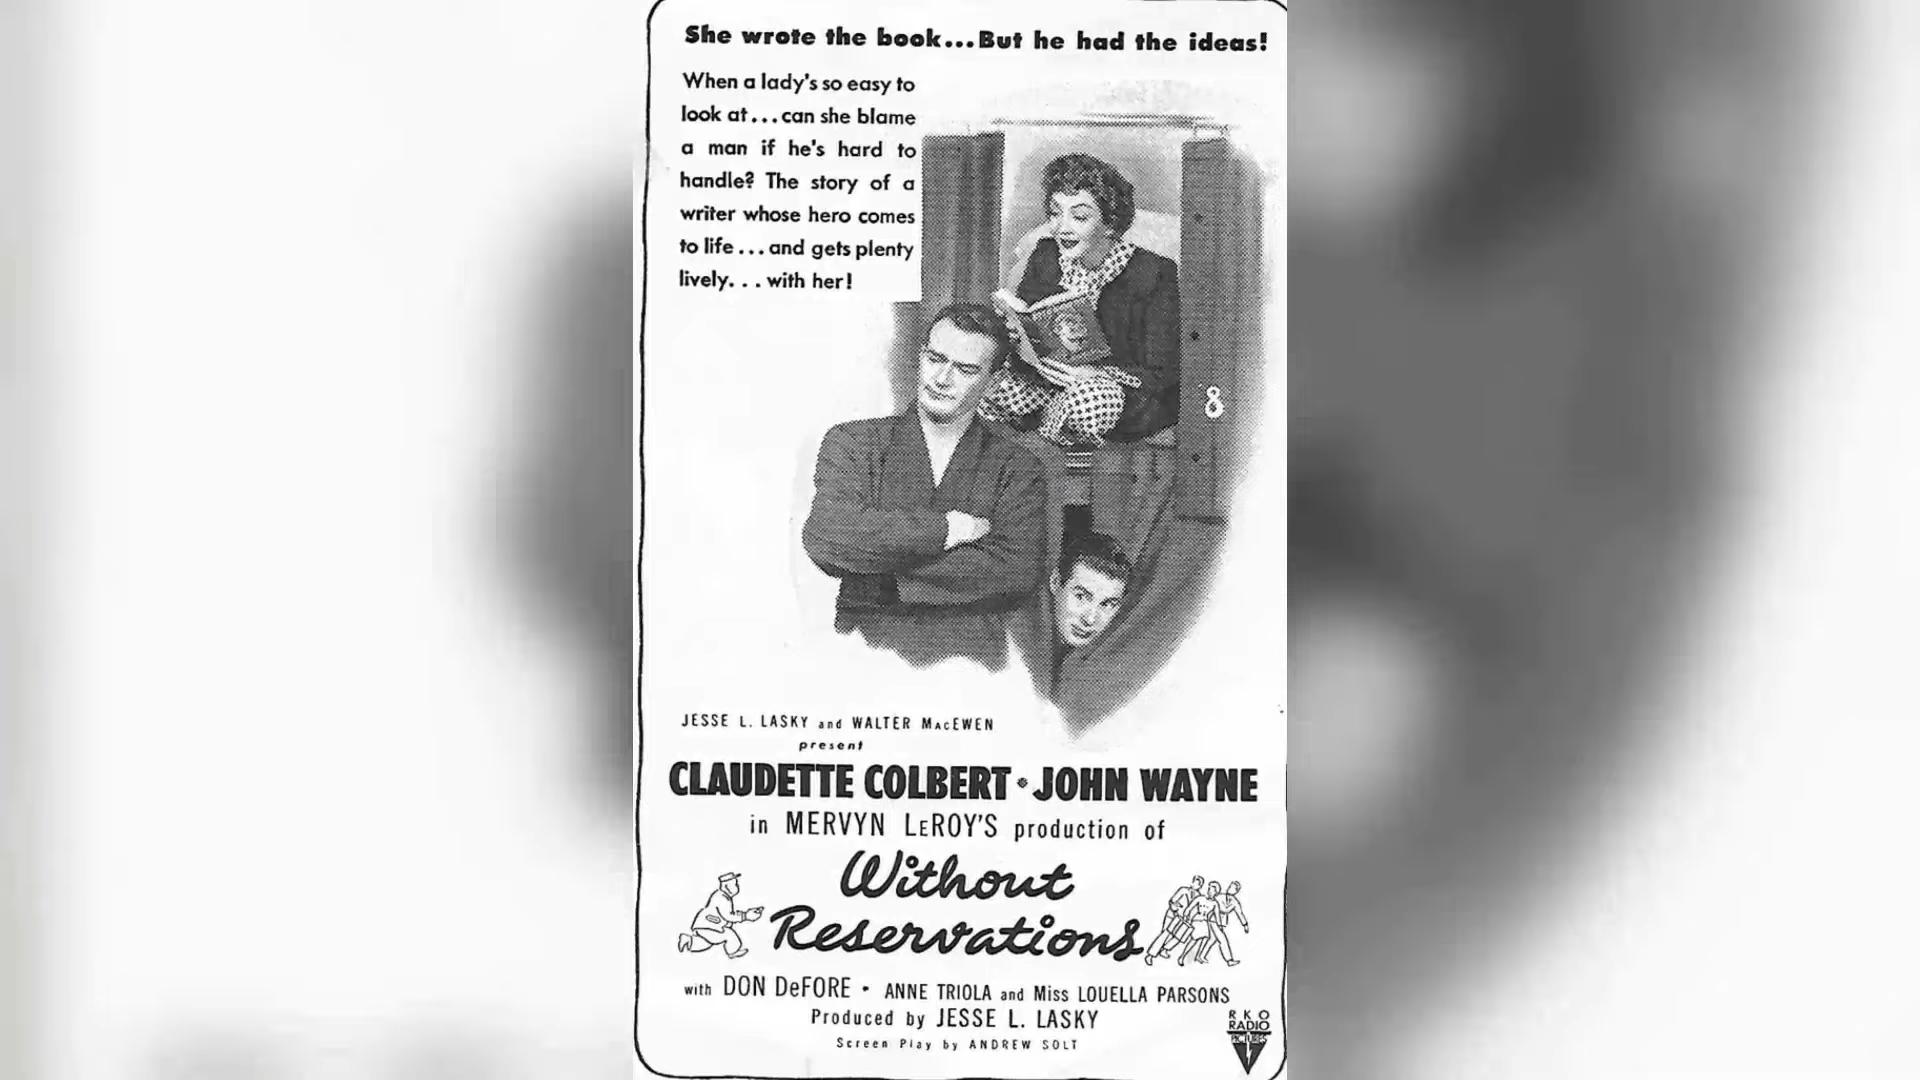 She wrote the book...But he had the ideas!
When a lady's so easy to
look at...can she blame
a man if he's hard to
handle? The story of a
writer whose hero comes
to life...and gets plenty
lively...with her!
8
JESSE L. LASKY and WALTER MacEWEN
present
CLAUDETTE COLBERT • JOHN WAYNE
in MERVYN LeROY'S production of
Without
Reservations
with DON DeFORE • ANNE TRIOLA and Miss LOUELLA PARSONS
Produced by JESSE L. LASKY
Screen Play by ANDREW SOLT
RKO
RADIO
PICTURES